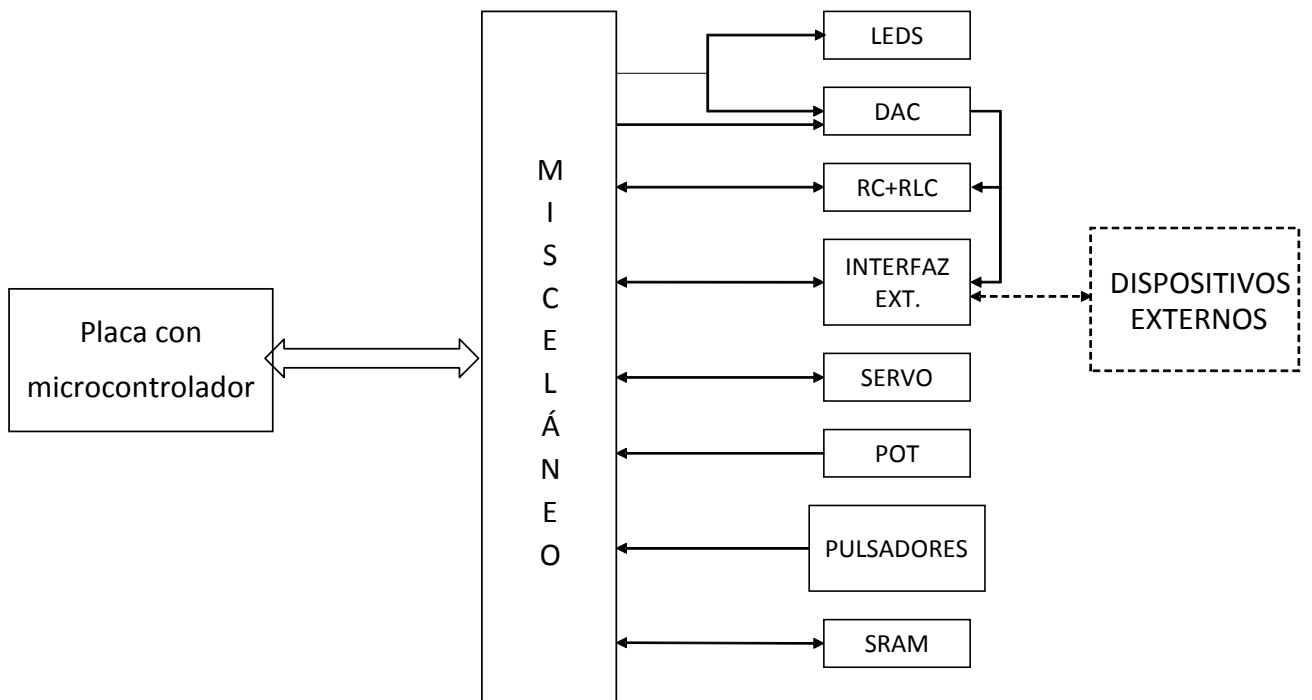 LEDS
DAC
RC+RLC
INTERFAZ
EXT.
SERVO
POT
PULSADORES
SRAM
M
I
S
C
E
L
Á
N
E
O
Placa con
microcontrolador
DISPOSITIVOS
EXTERNOS